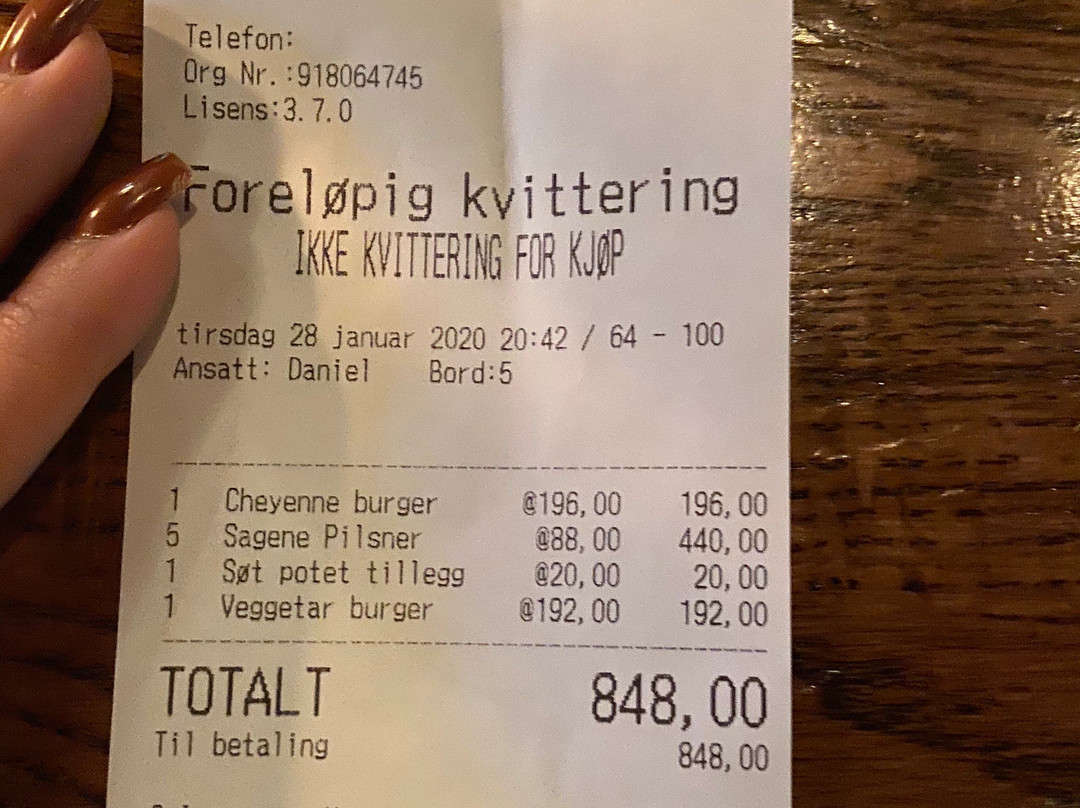 Telefon:
Org Nr.:918064745
Lisens:3.7.0
Foreløpig kvittering
IKKE KVITTERING FOR KJØP
tirsdag 28 januar 2020 20:42 / 64 - 100
Ansatt: Daniel Bord:5
1 Cheyenne burger @196,00 196,00
5 Sagene Pilsner @88,00 440,00
1 Søt potet tillegg @20,00 20,00
1 Veggetar burger @192,00 192,00
TOTALT 848,00
Til betaling 848,00